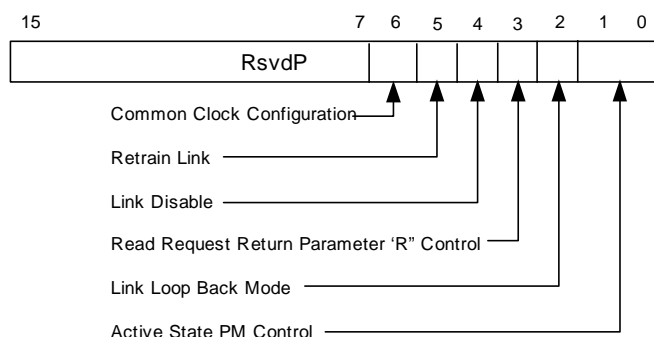 15 7 6 5 4 3 2 1 0
RsvdP
Common Clock Configuration
Retrain Link
Link Disable
Read Request Return Parameter ‘R” Control
Link Loop Back Mode
Active State PM Control